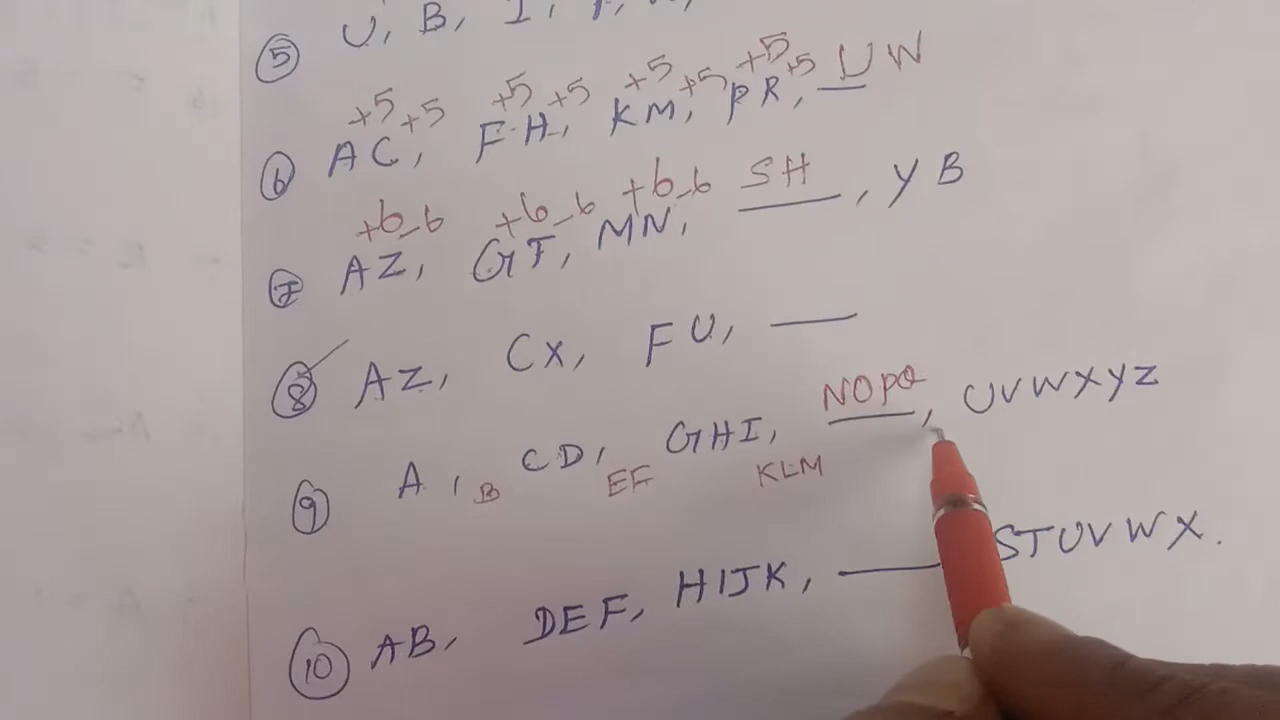 ⑤ U, B, I,
+5 +5 +5 +5 +5 +5 +5 +5
⑥ AC, FH, KM, PR, UW
+6 -6 +6 -6 +6 -6
⑦ AZ, GT, MN, SH, YB
⑧ AZ, CX, FU, ___
⑨ A, CD, GHI, NOPQ, UVWXYZ
B EF KLM
⑩ AB, DEF, HIJK, ___ STUVWX.